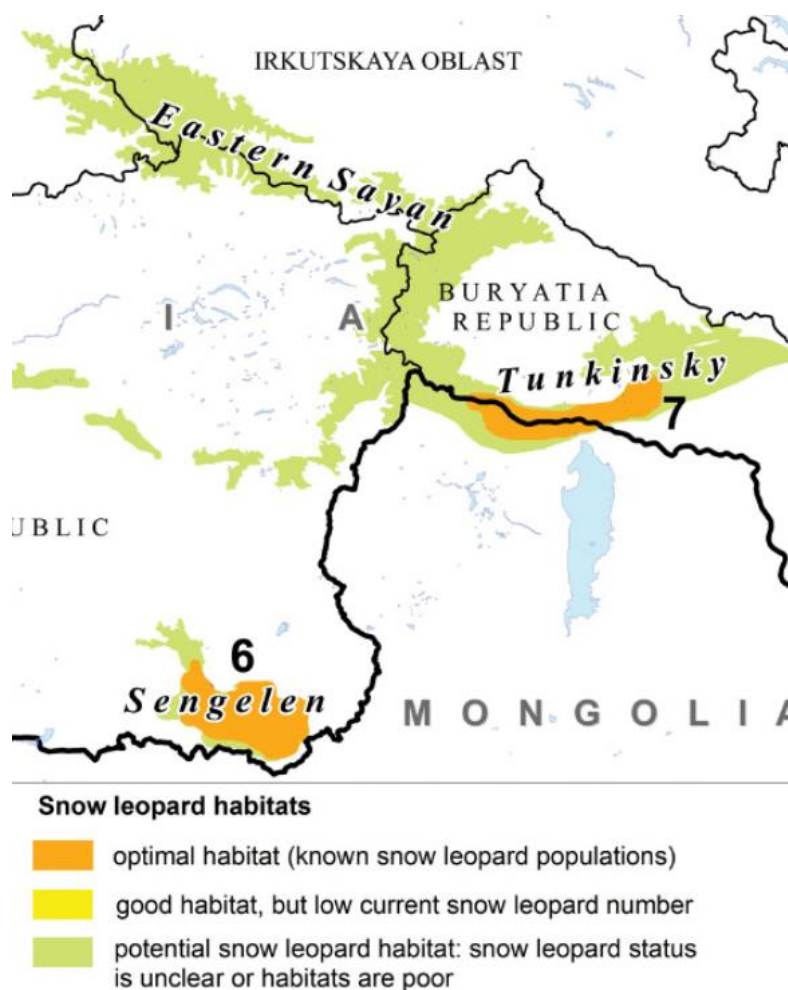 IRKUTSKAYA OBLAST
Eastern Sayan
I A
BURYATIA
REPUBLIC
Tunkinsky
7
UBLIC
6
Sengelen
MONGOLIA
Snow leopard habitats
optimal habitat (known snow leopard populations)
good habitat, but low current snow leopard number
potential snow leopard habitat: snow leopard status
is unclear or habitats are poor